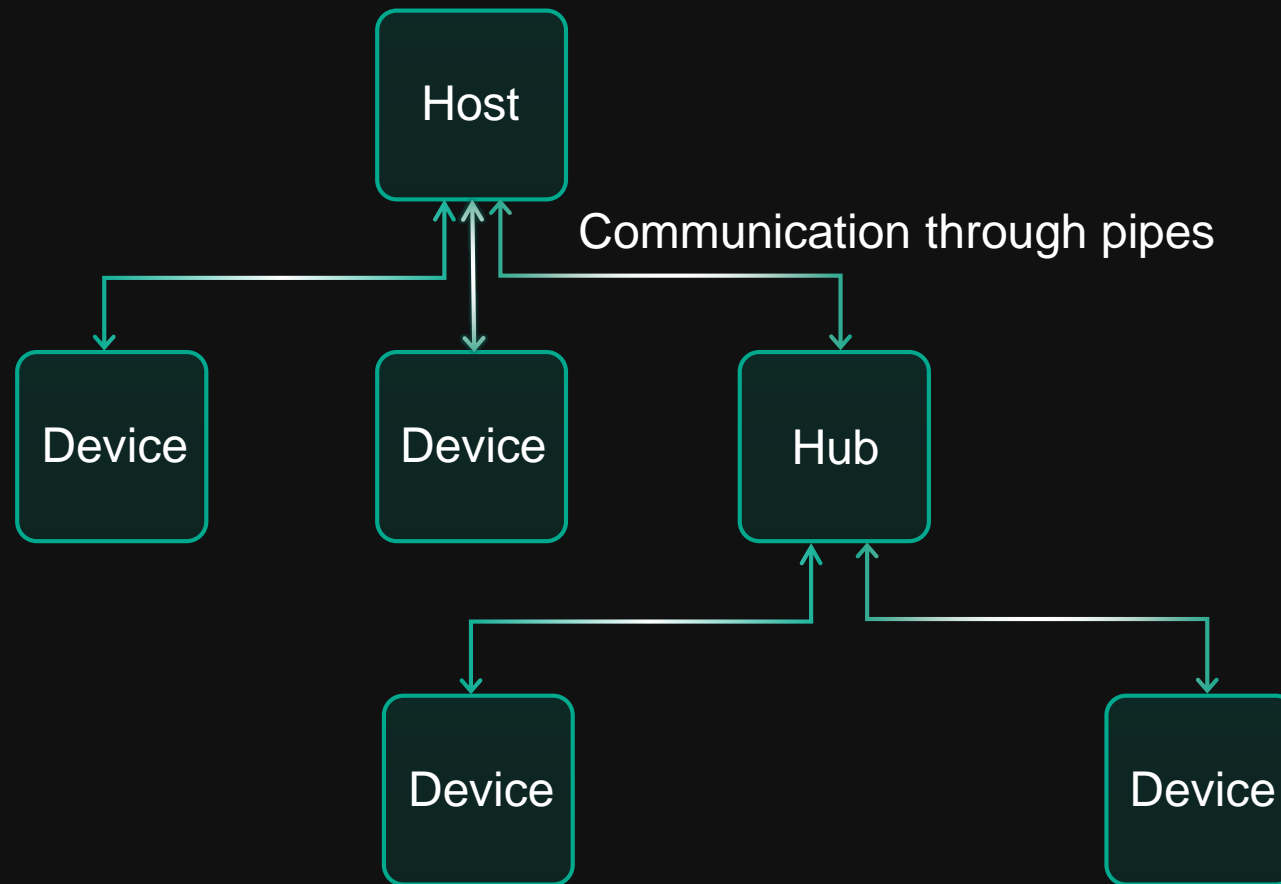 Host
Communication through pipes
Device
Device
Hub
Device
Device